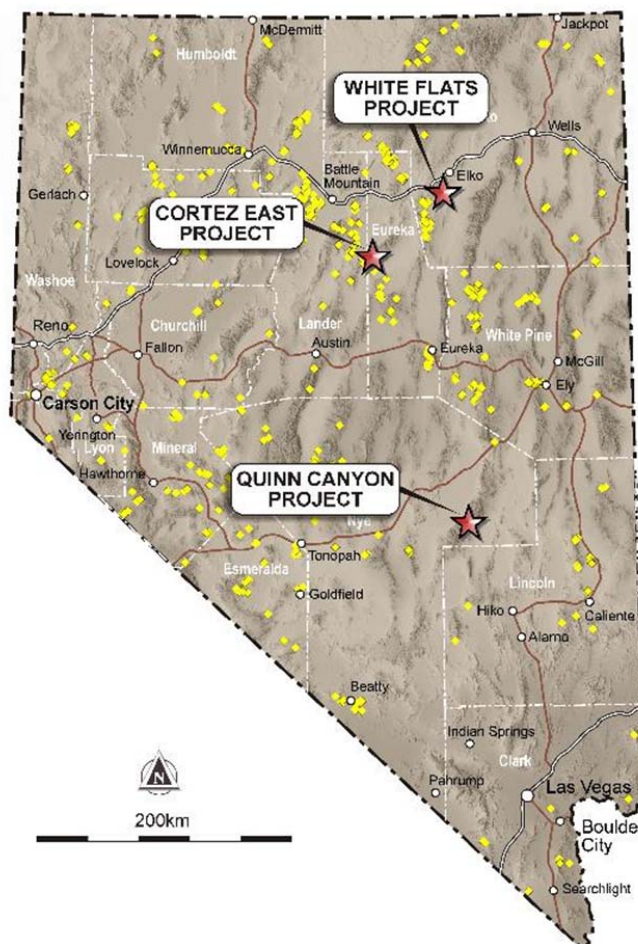 McDermitt
Jackpot
Humboldt
WHITE FLATS
PROJECT
Wells
Winnemucca
Battle
Mountain
Elko
Gerlach
CORTEZ EAST
PROJECT
Eureka
Lovelock
Washoe
Churchill
Lander
White Pine
Reno
Fallon
Austin
Eureka
McGill
Ely
Carson City
Yerington
Lyon
Mineral
Hawthorne
QUINN CANYON
PROJECT
Nye
Tonopah
Esmeralda
Lincoln
Goldfield
Hiko
Caliente
Alamo
Beatty
Indian Springs
Clark
Pahrump
Las Vegas
N
200km
Boulder
City
Searchlight